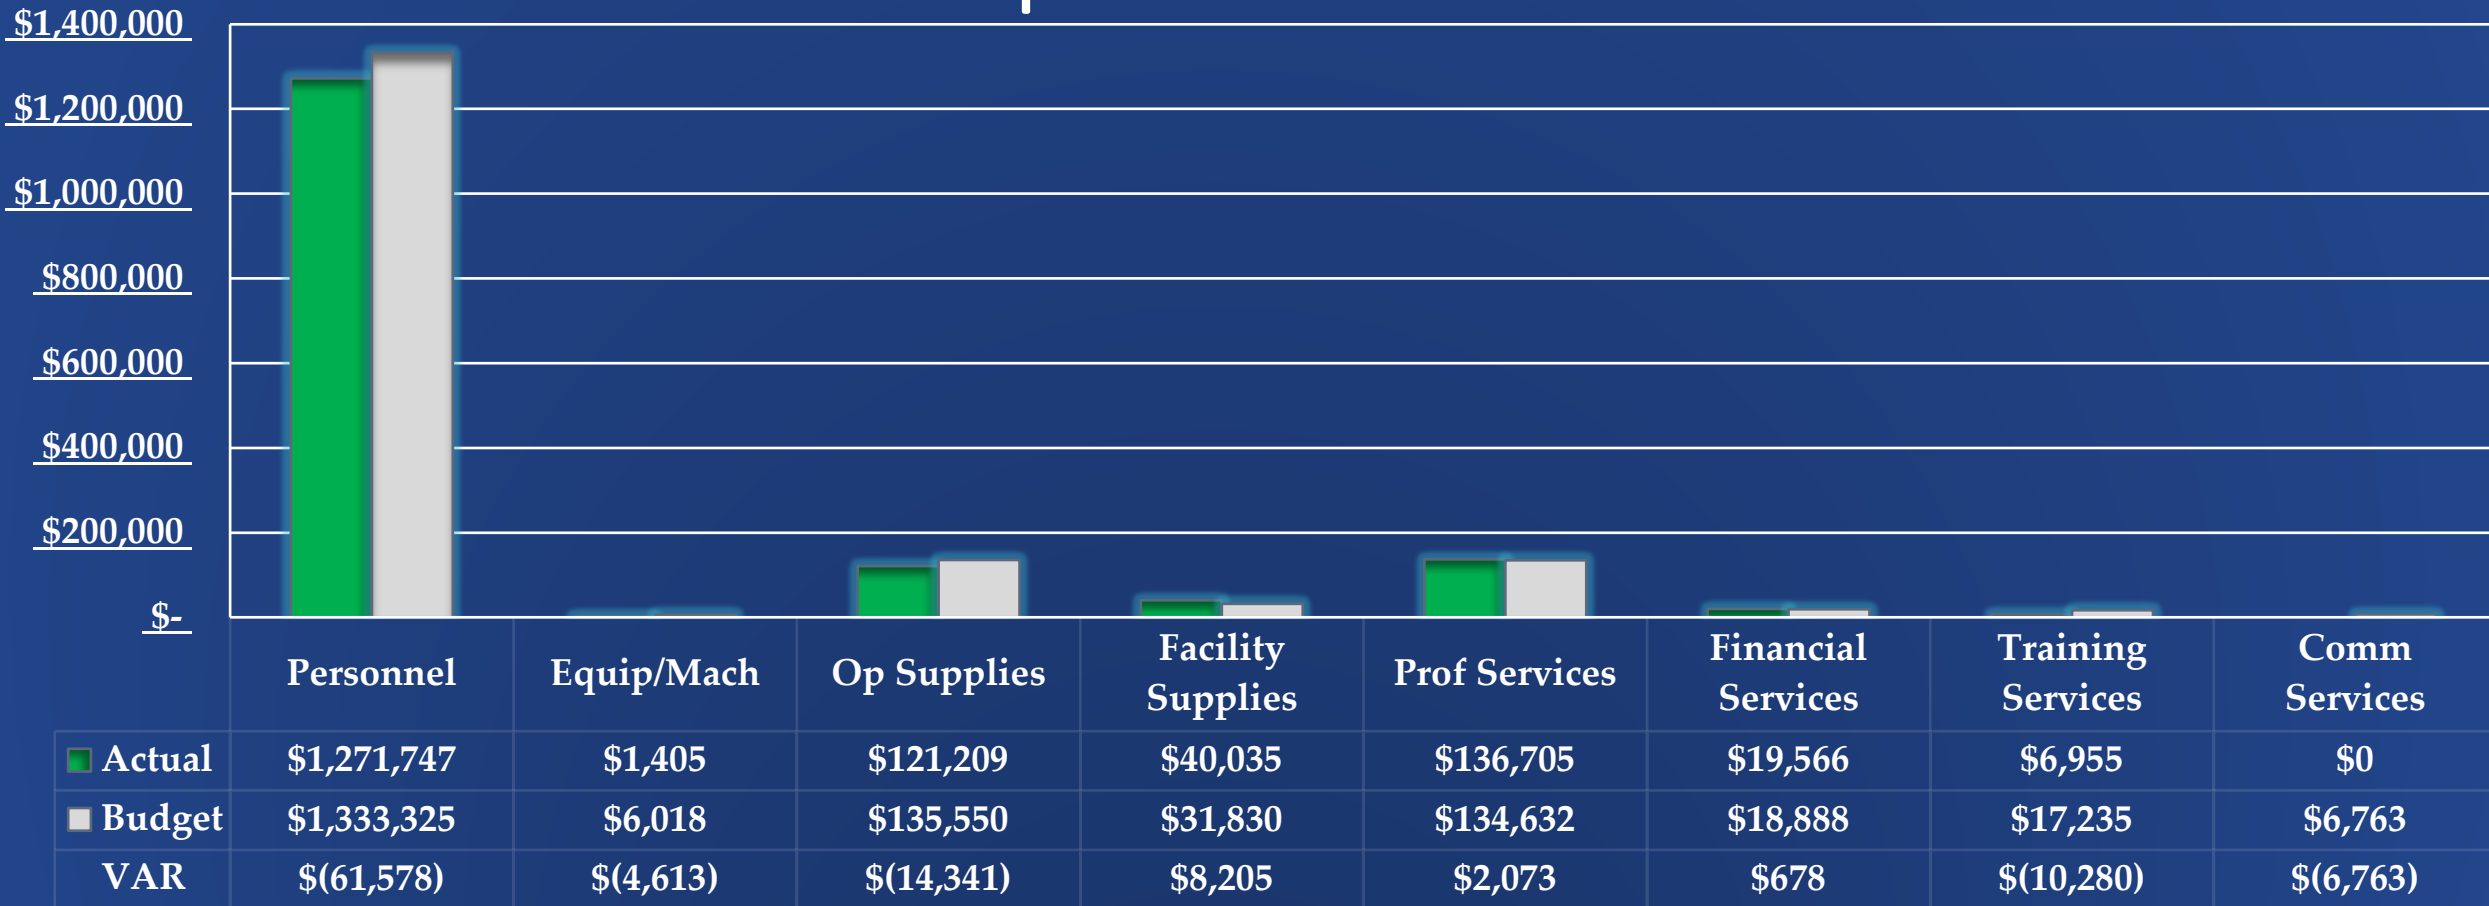 $1,400,000
$1,200,000
$1,000,000
$800,000
$600,000
$400,000
$200,000
$-
Personnel Equip/Mach Op Supplies Facility Supplies Prof Services Financial Services Training Services Comm Services
Actual $1,271,747 $1,405 $121,209 $40,035 $136,705 $19,566 $6,955 $0
Budget $1,333,325 $6,018 $135,550 $31,830 $134,632 $18,888 $17,235 $6,763
VAR $(61,578) $(4,613) $(14,341) $8,205 $2,073 $678 $(10,280) $(6,763)